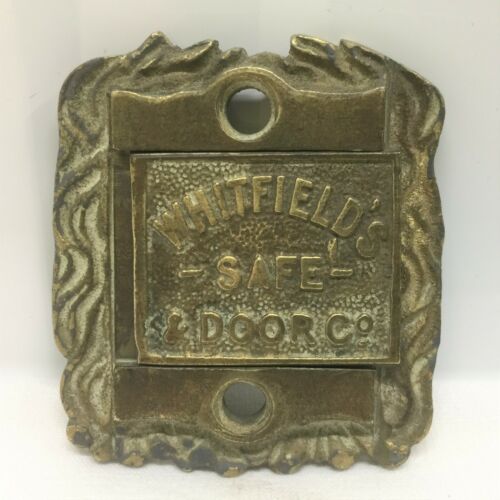 WHITFIELD'S
- SAFE -
& DOOR Co